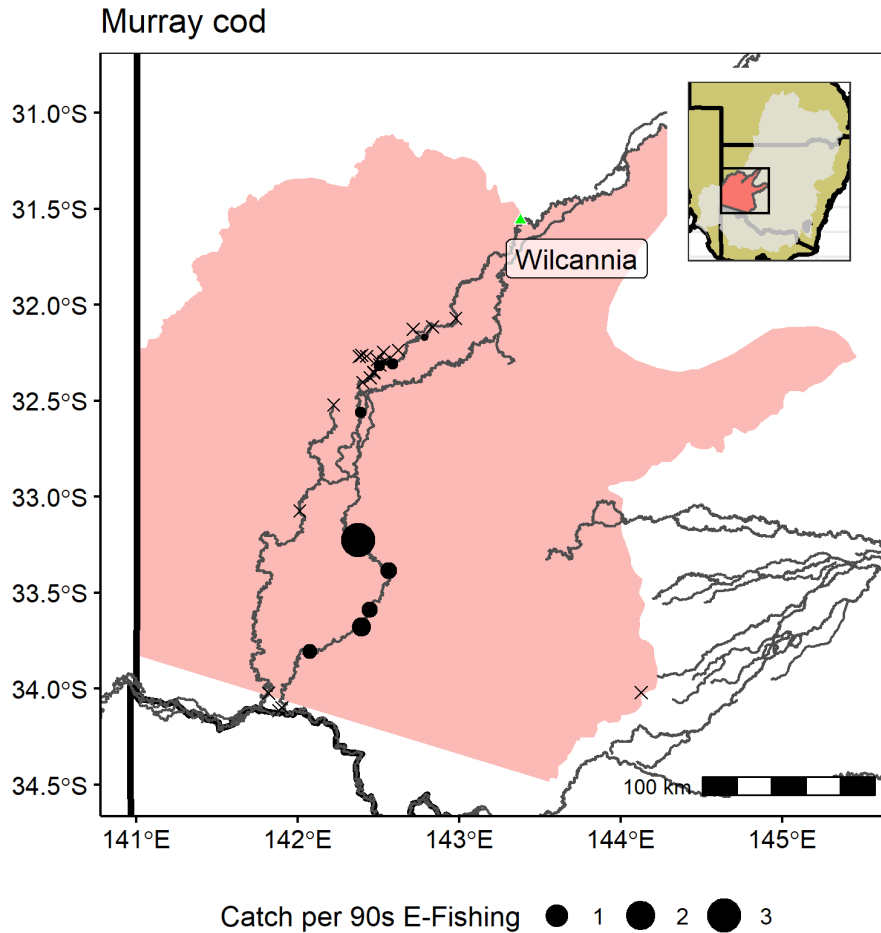 Murray cod
31.0°S
31.5°S
Wilcannia
32.0°S
32.5°S
33.0°S
33.5°S
34.0°S
34.5°S
100 km
141°E 142°E 143°E 144°E 145°E
Catch per 90s E-Fishing 1 2 3